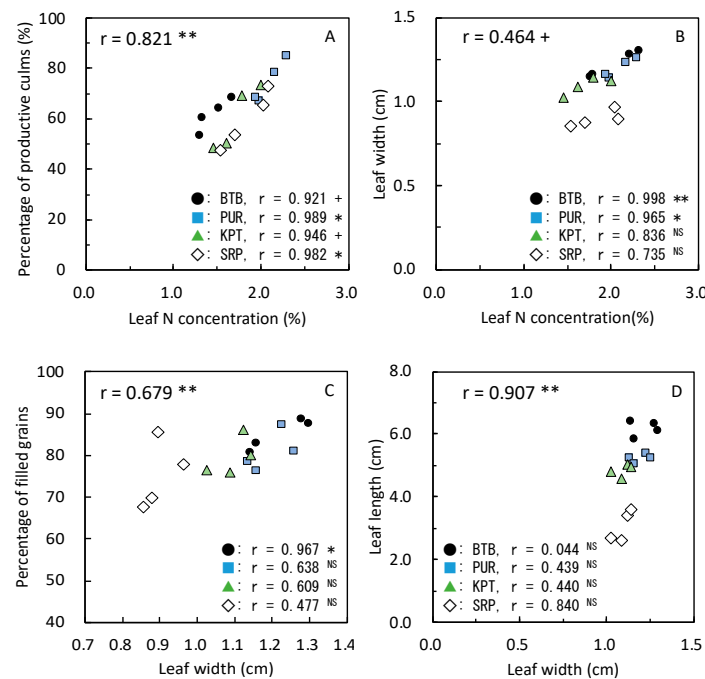 r = 0.821 **
A
Percentage of productive culms (%)
100
80
60
40
20
0
●: BTB, r = 0.921 +
■: PUR, r = 0.989 *
▲: KPT, r = 0.946 +
◇: SRP, r = 0.982 *
0.0 1.0 2.0 3.0
Leaf N concentration (%)
r = 0.464 +
B
Leaf width (cm)
1.5
1.0
0.5
0.0
●: BTB, r = 0.998 **
■: PUR, r = 0.965 *
▲: KPT, r = 0.836 NS
◇: SRP, r = 0.735 NS
0.0 1.0 2.0 3.0
Leaf N concentration(%)
r = 0.679 **
C
Percentage of filled grains
100
90
80
70
60
50
40
●: r = 0.967 *
■: r = 0.638 NS
▲: r = 0.609 NS
◇: r = 0.477 NS
0.7 0.8 0.9 1.0 1.1 1.2 1.3 1.4
Leaf width (cm)
r = 0.907 **
D
Leaf length (cm)
8.0
6.0
4.0
2.0
0.0
●: BTB, r = 0.044 NS
■: PUR, r = 0.439 NS
▲: KPT, r = 0.440 NS
◇: SRP, r = 0.840 NS
0.0 0.5 1.0 1.5
Leaf width (cm)